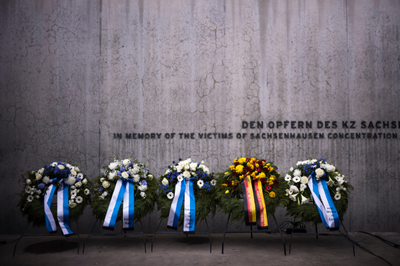 DEN OPFERN DES KZ SACHS
IN MEMORY OF THE VICTIMS OF SACHSENHAUSEN CONCENTRATION